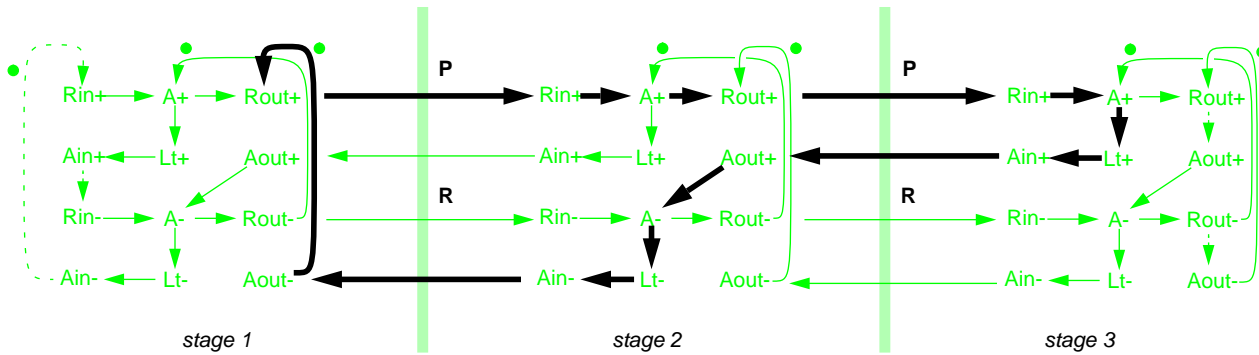 P P
Rin+ A+ Rout+ Rin+ A+ Rout+ Rin+ A+ Rout+
Ain+ Lt+ Aout+ Ain+ Lt+ Aout+ Ain+ Lt+ Aout+
R R
Rin- A- Rout- Rin- A- Rout- Rin- A- Rout-
Ain- Lt- Aout- Ain- Lt- Aout- Ain- Lt- Aout-
stage 1 stage 2 stage 3